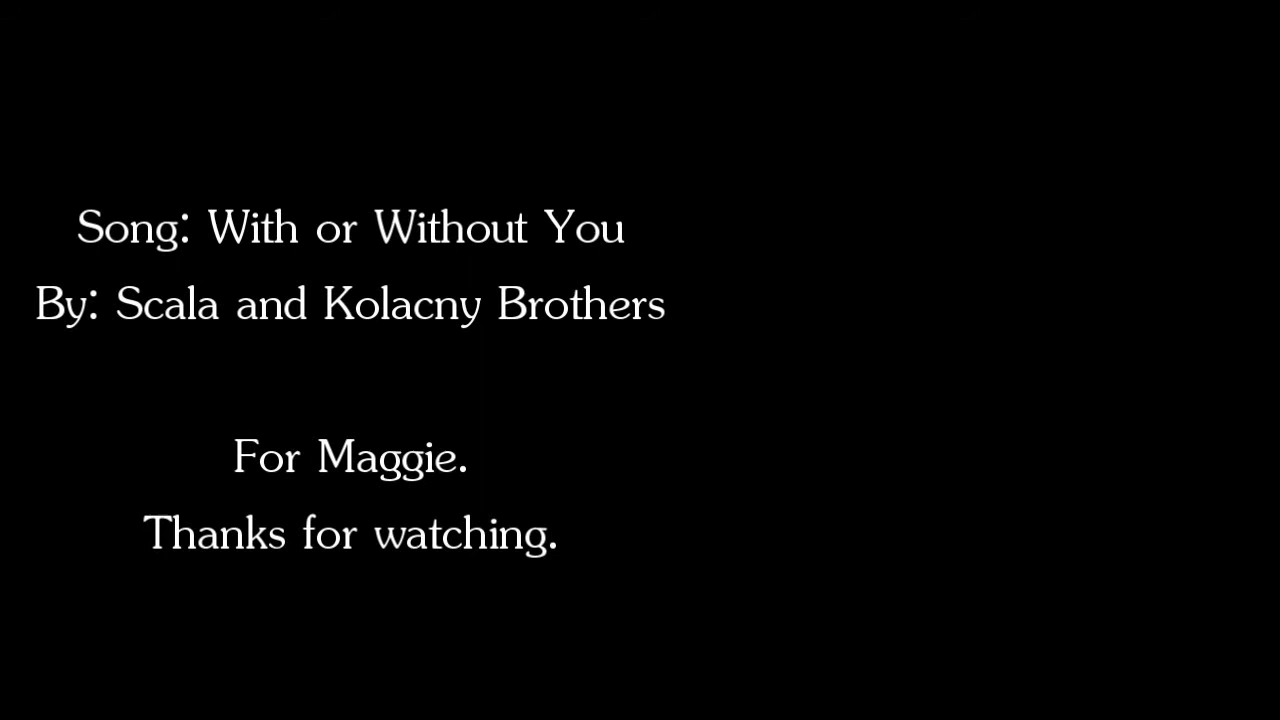 Song: With or Without You
By: Scala and Kolacny Brothers
For Maggie.
Thanks for watching.